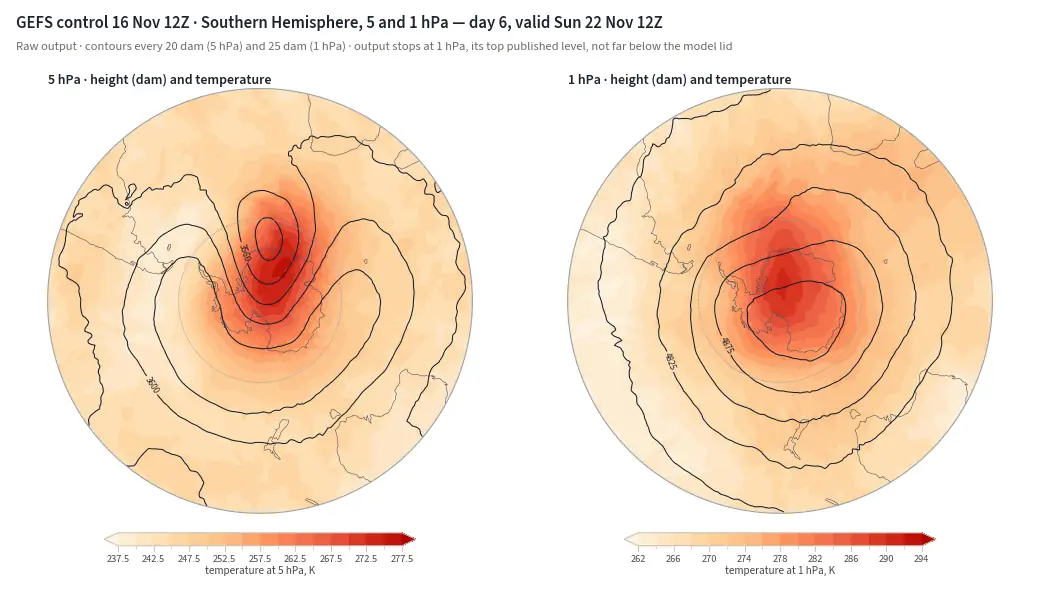 GEFS control 16 Nov 12Z · Southern Hemisphere, 5 and 1 hPa — day 6, valid Sun 22 Nov 12Z
Raw output · contours every 20 dam (5 hPa) and 25 dam (1 hPa) · output stops at 1 hPa, its top published level, not far below the model lid
5 hPa · height (dam) and temperature
1 hPa · height (dam) and temperature
3560
3600
4875
4825
237.5 242.5 247.5 252.5 257.5 262.5 267.5 272.5 277.5
temperature at 5 hPa, K
262 266 270 274 278 282 286 290 294
temperature at 1 hPa, K